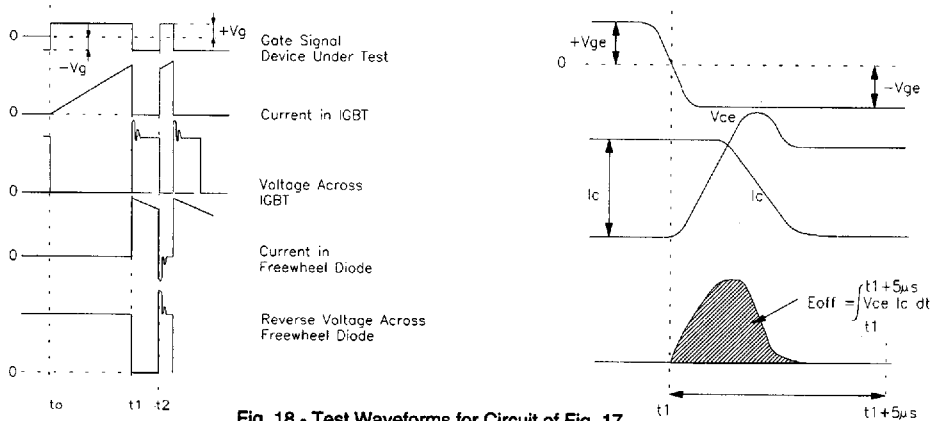 0
+Vg
-Vg
Gate Signal
Device Under Test
0
Current in IGBT
0
Voltage Across
IGBT
0
Current in
Freewheel Diode
Reverse Voltage Across
Freewheel Diode
0
to
t1
t2
+Vge
0
-Vge
Vce
Ic
Ic
Eoff = ∫ t1+5μs
Vce Ic dt
t1
t1
t1+5μs
Fig. 18 - Test Waveforms for Circuit of Fig. 17